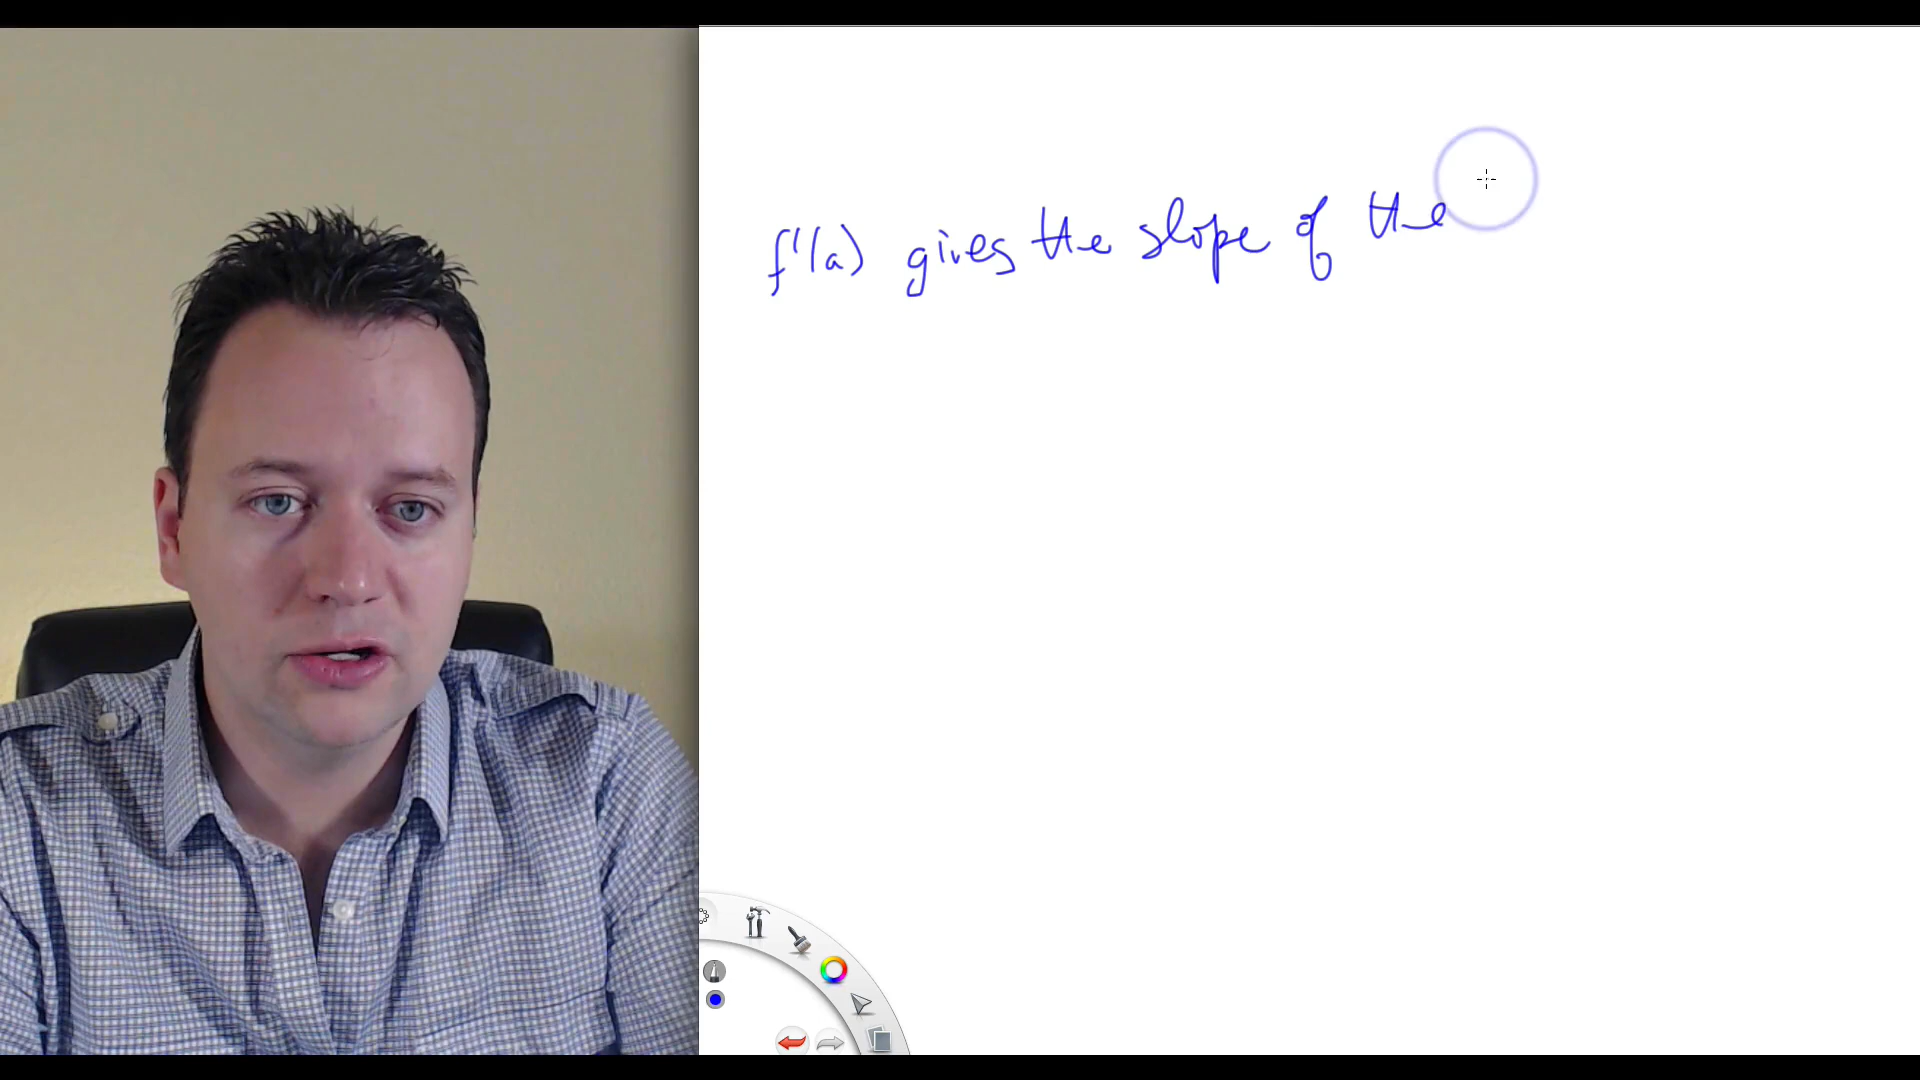 f'(a) gives the slope of the